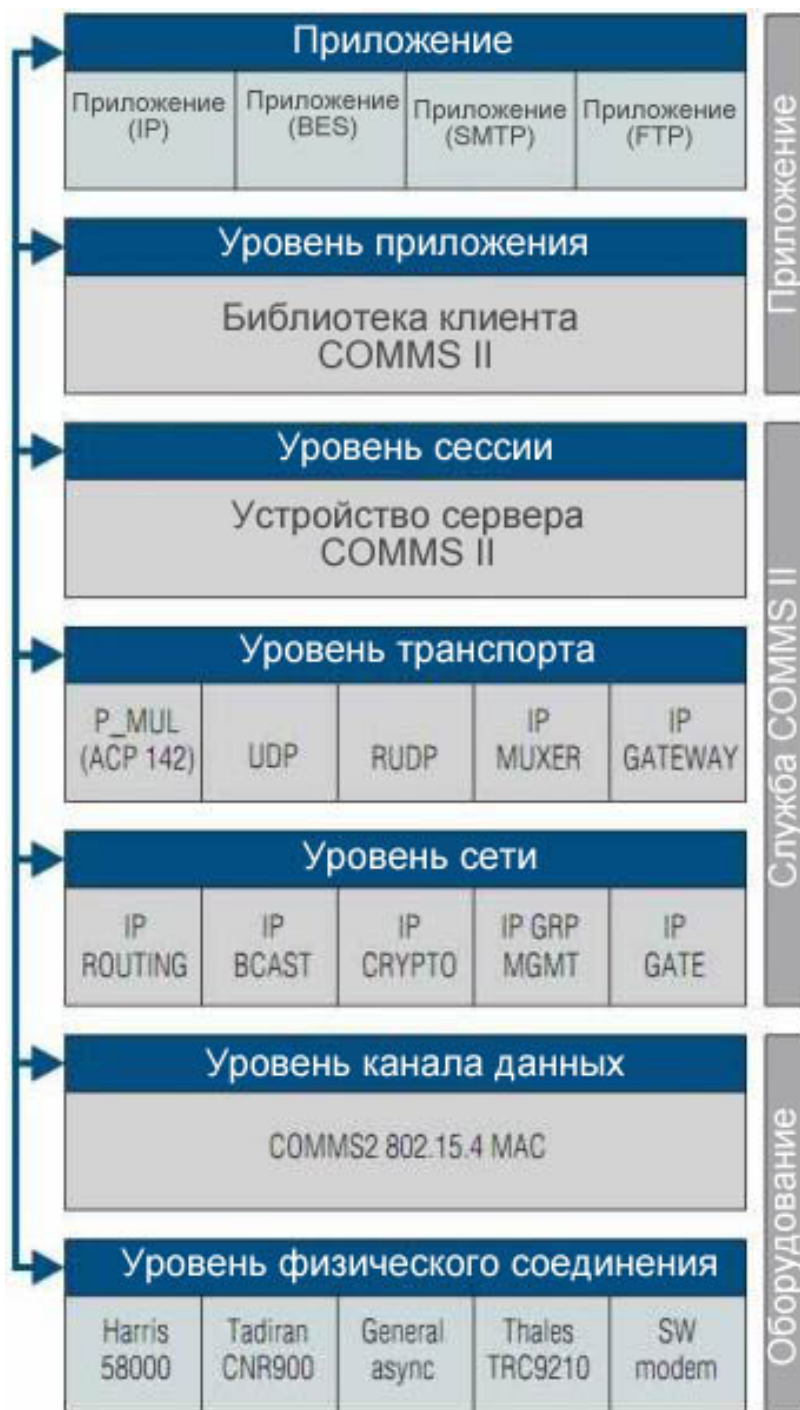 Приложение
Приложение (IP)
Приложение (BES)
Приложение (SMTP)
Приложение (FTP)
Уровень приложения
Библиотека клиента
COMMS II
Приложение
Уровень сессии
Устройство сервера
COMMS II
Уровень транспорта
P_MUL (ACP 142)
UDP
RUDP
IP MUXER
IP GATEWAY
Уровень сети
IP ROUTING
IP BCAST
IP CRYPTO
IP GRP MGMT
IP GATE
Служба COMMS II
Уровень канала данных
COMMS2 802.15.4 MAC
Уровень физического соединения
Harris 58000
Tadiran CNR900
General async
Thales TRC9210
SW modem
Оборудование